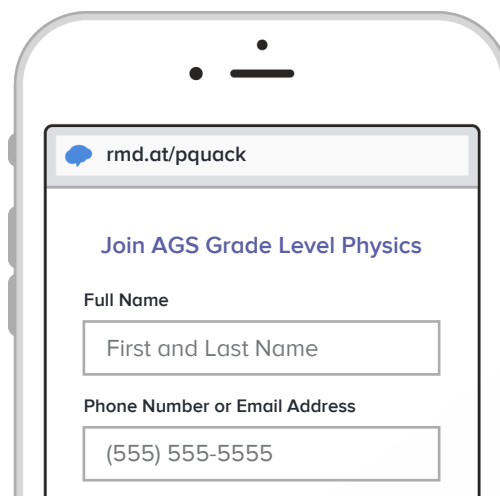 rmd.at/pquack
Join AGS Grade Level Physics
Full Name
First and Last Name
Phone Number or Email Address
(555) 555-5555